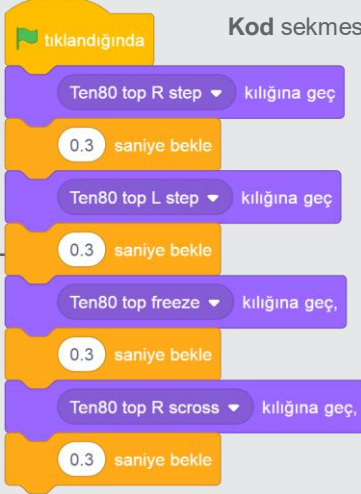 Kod sekmes
tıklandığında
Ten80 top R step kılığına geç
0.3 saniye bekle
Ten80 top L step kılığına geç
0.3 saniye bekle
Ten80 top freeze kılığına geç,
0.3 saniye bekle
Ten80 top R scross kılığına geç,
0.3 saniye bekle